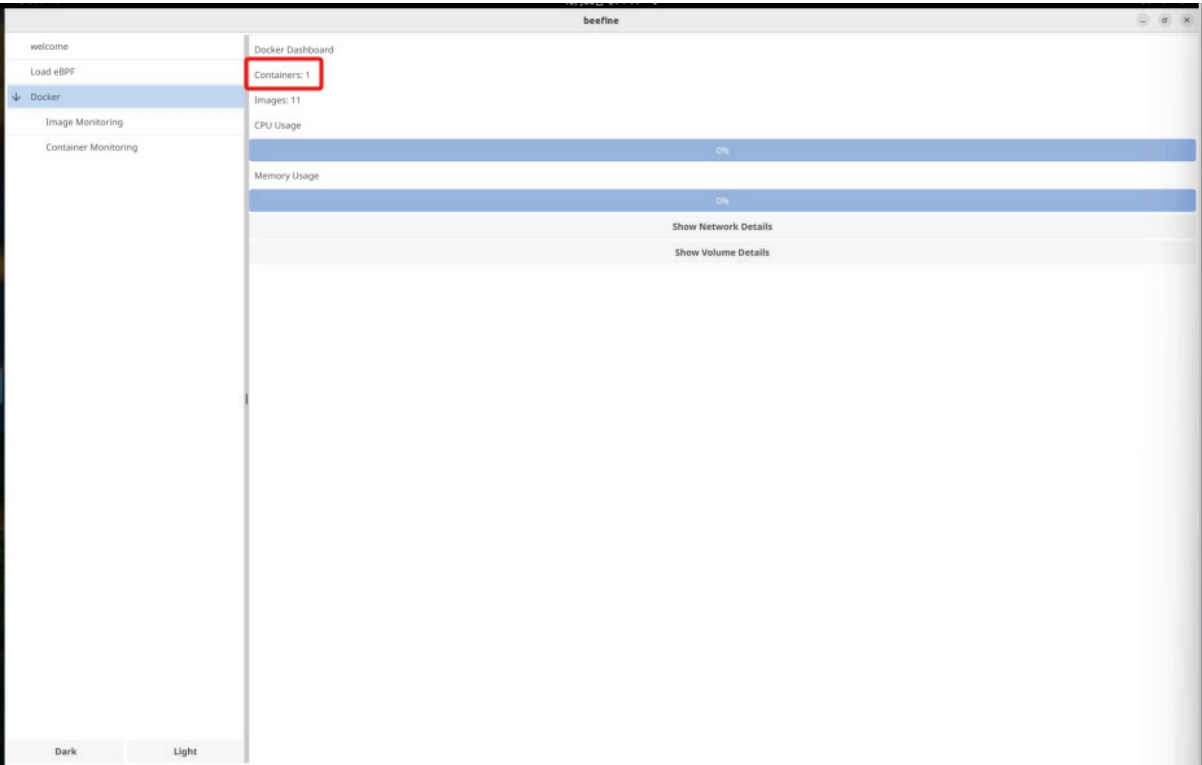 beefine
welcome
Load eBPF
Docker
Image Monitoring
Container Monitoring
Dark
Light
Docker Dashboard
Containers: 1
Images: 11
CPU Usage
0%
Memory Usage
0%
Show Network Details
Show Volume Details